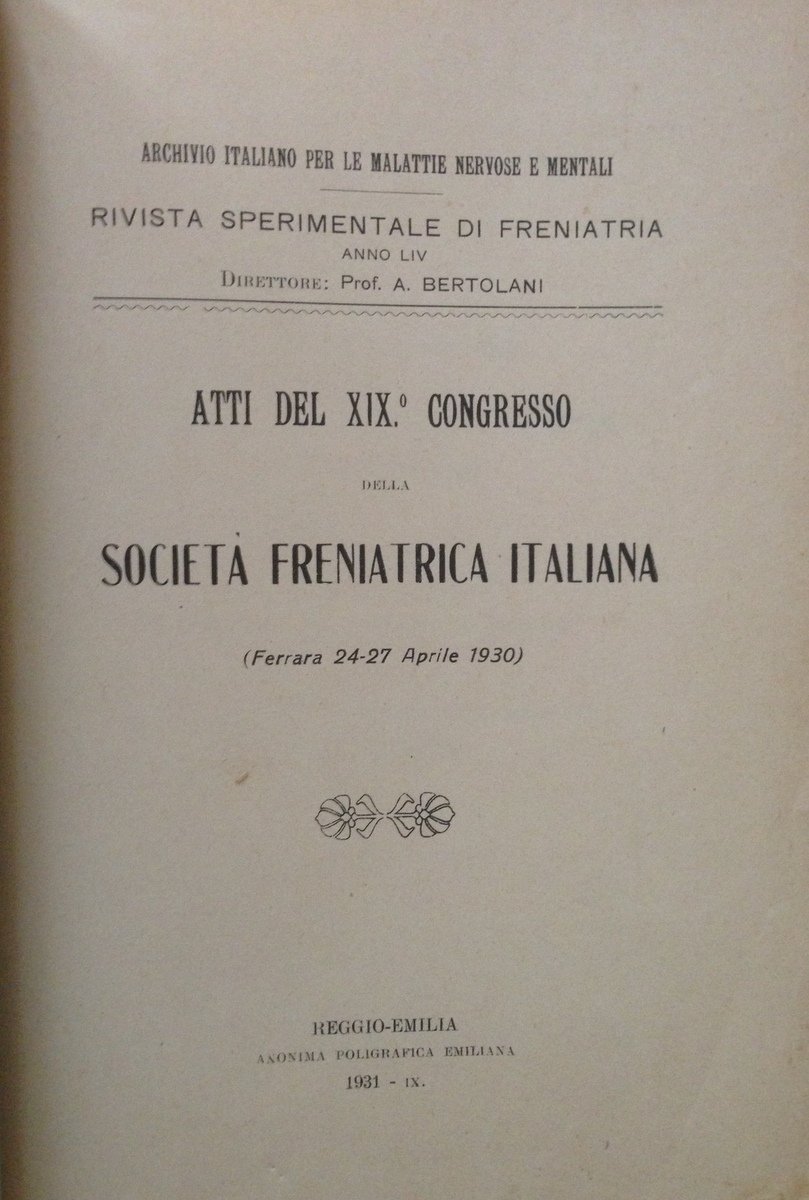 ARCHIVIO ITALIANO PER LE MALATTIE NERVOSE E MENTALI
RIVISTA SPERIMENTALE DI FRENIATRIA
ANNO LIV
DIRETTORE: Prof. A. BERTOLANI
ATTI DEL XIX.º CONGRESSO
DELLA
SOCIETÀ FRENIATRICA ITALIANA
(Ferrara 24-27 Aprile 1930)
REGGIO-EMILIA
ANONIMA POLIGRAFICA EMILIANA
1931 - IX.